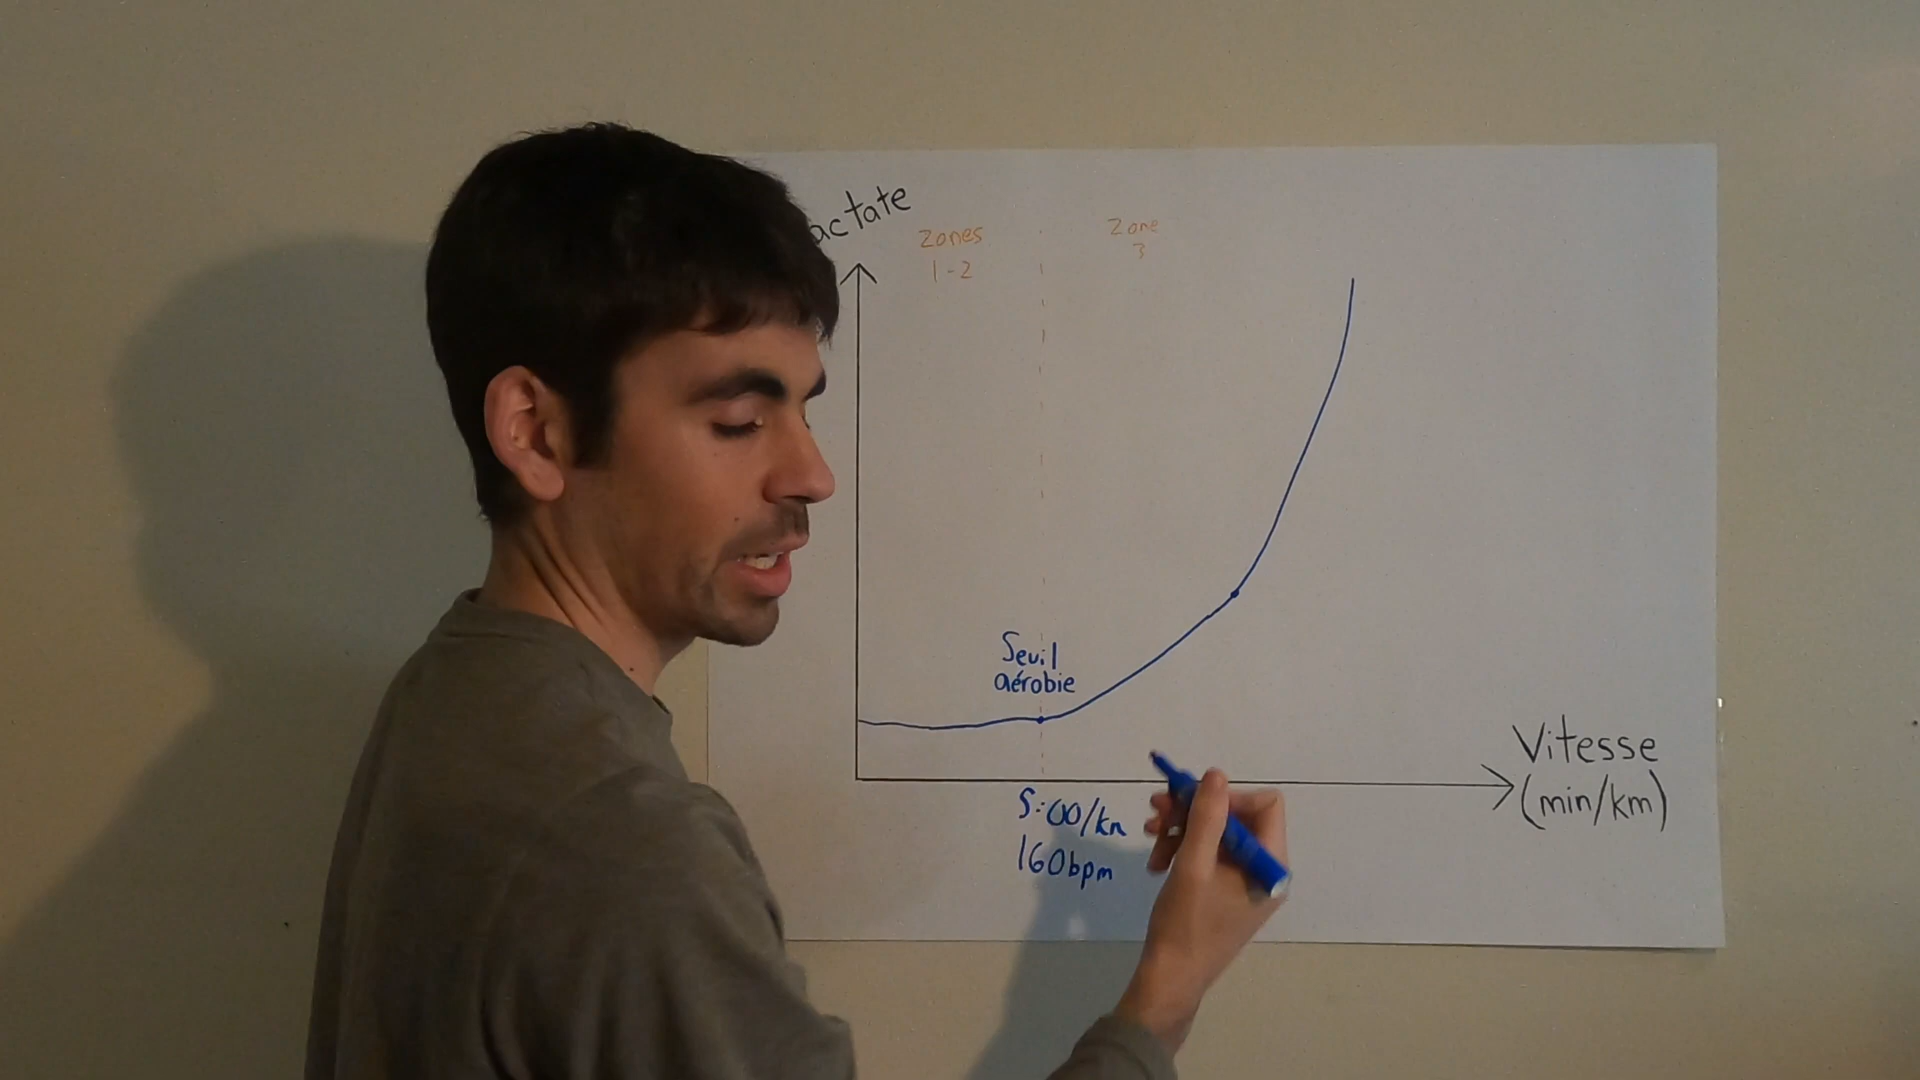 actate
Zones
1-2
Zone
3
Seuil
aérobie
Vitesse
(min/km)
5:00/km
160bpm